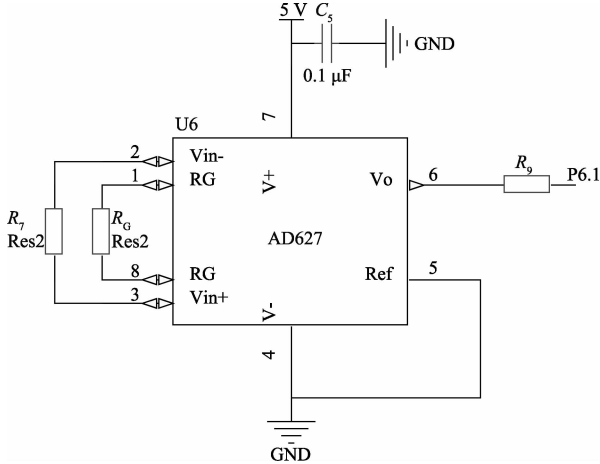 5 V
C5
GND
0.1 μF
7
U6
2
Vin-
1
RG
V+
Vo
6
R9
P6.1
R7
Res2
RG
Res2
AD627
8
RG
Ref
5
3
Vin+
V-
4
GND